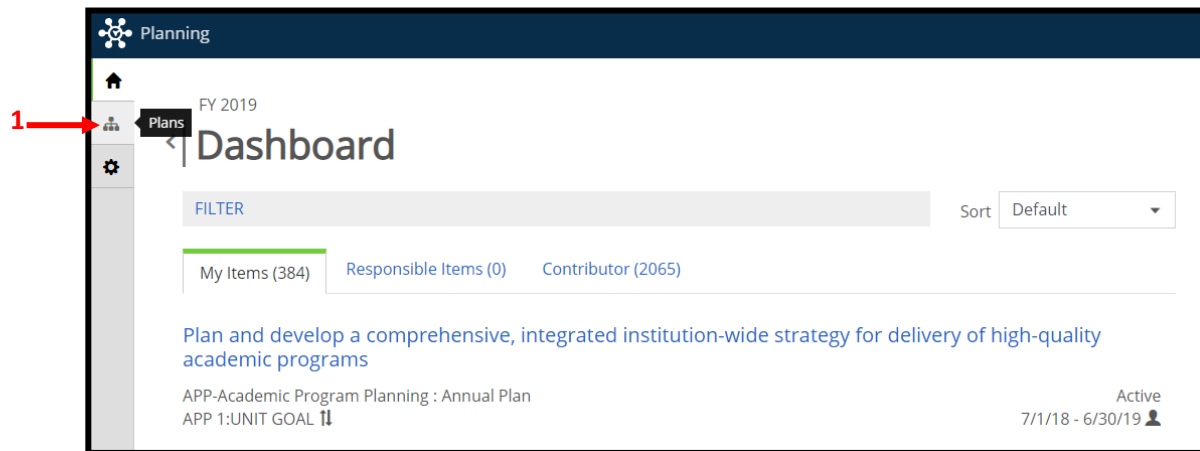 Planning
FY 2019
1
Plans
Dashboard
FILTER
Sort Default
My Items (384) Responsible Items (0) Contributor (2065)
Plan and develop a comprehensive, integrated institution-wide strategy for delivery of high-quality
academic programs
APP-Academic Program Planning : Annual Plan Active
APP 1:UNIT GOAL 7/1/18 - 6/30/19